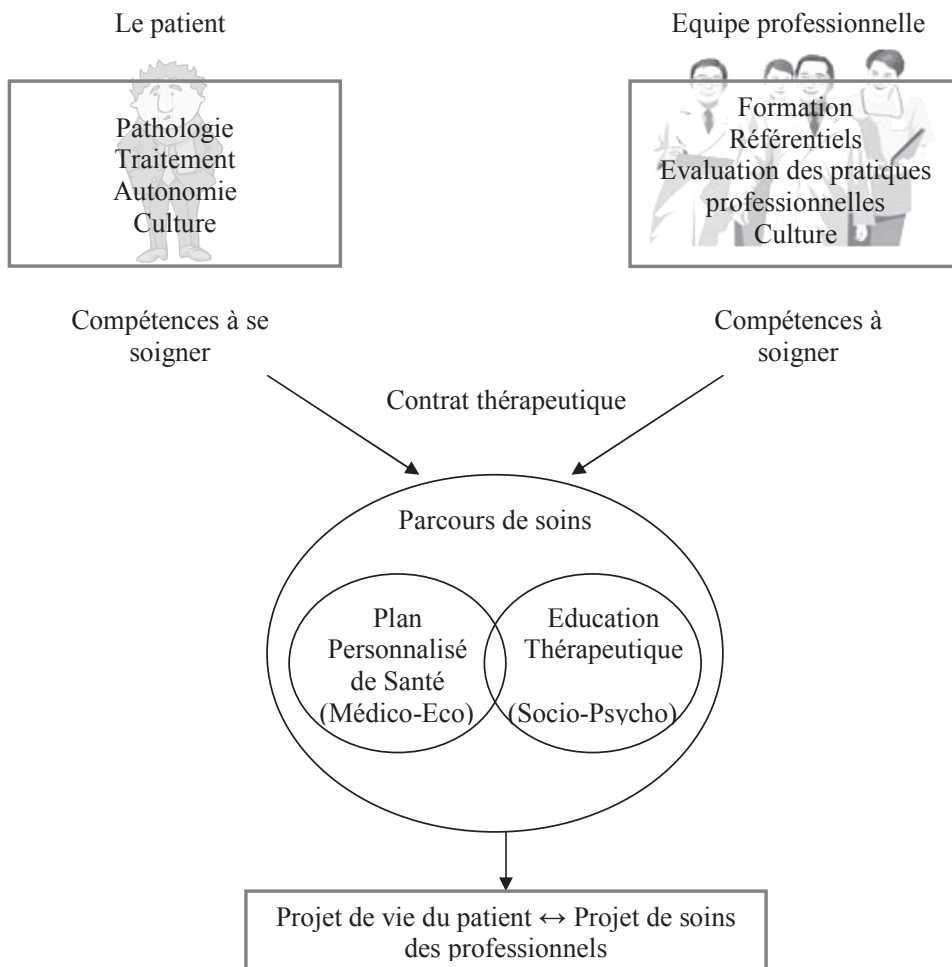 Le patient
Equipe professionnelle
Pathologie
Traitement
Autonomie
Culture
Formation
Référentiels
Evaluation des pratiques
professionnelles
Culture
Compétences à se
soigner
Compétences à
soigner
Contrat thérapeutique
Parcours de soins
Plan
Personnalisé
de Santé
(Médico-Eco)
Education
Thérapeutique
(Socio-Psycho)
Projet de vie du patient ↔ Projet de soins
des professionnels